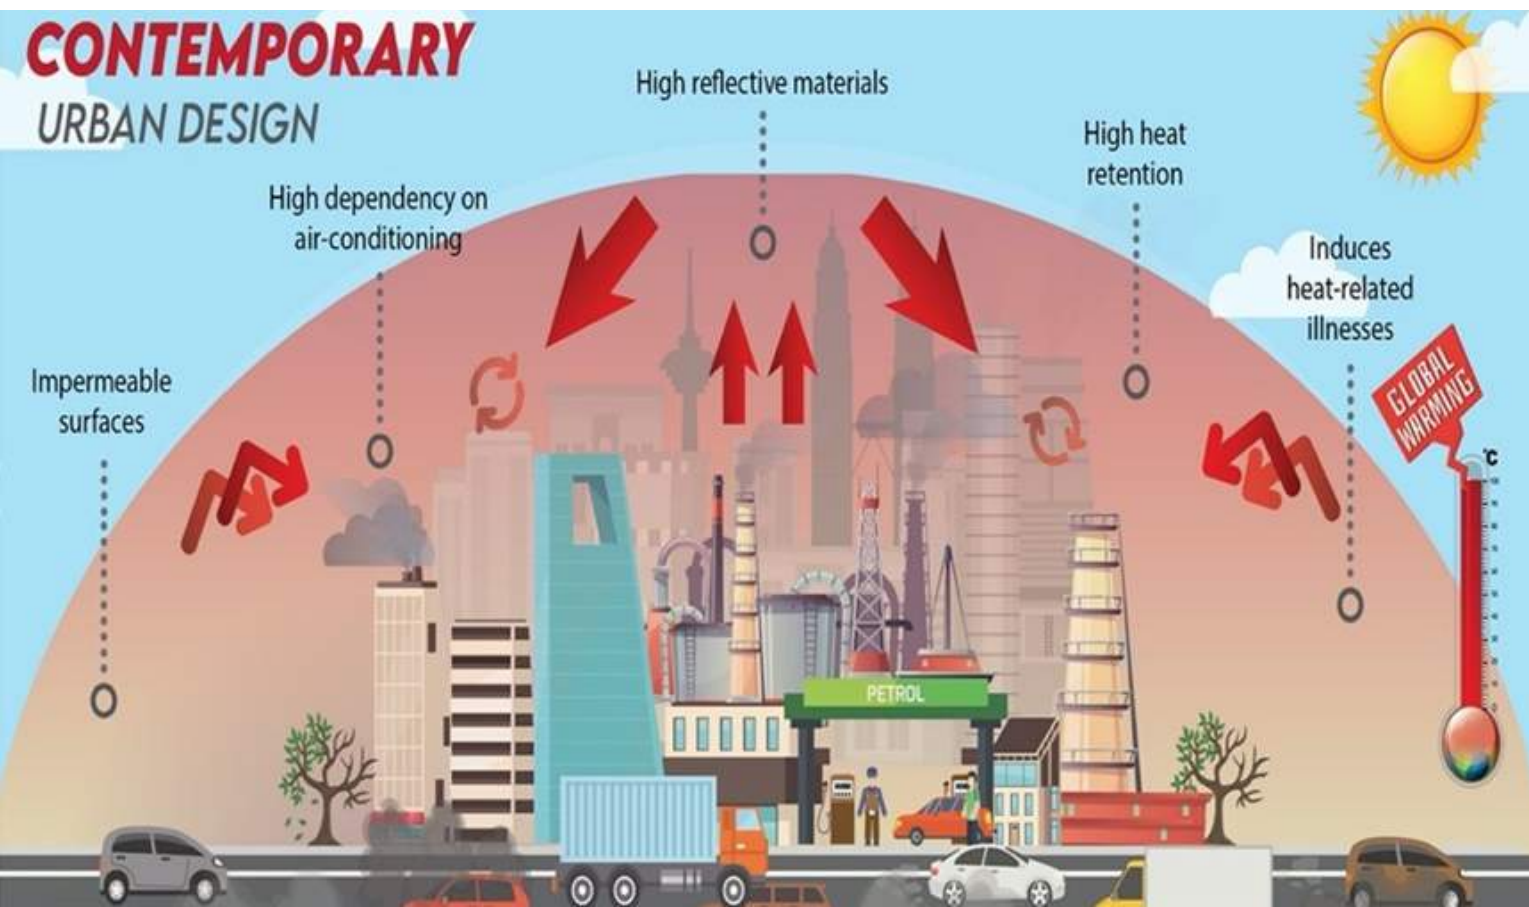 CONTEMPORARY
URBAN DESIGN
High reflective materials
High heat
retention
High dependency on
air-conditioning
Induces
heat-related
illnesses
Impermeable
surfaces
GLOBAL
WARMING
°C
PETROL